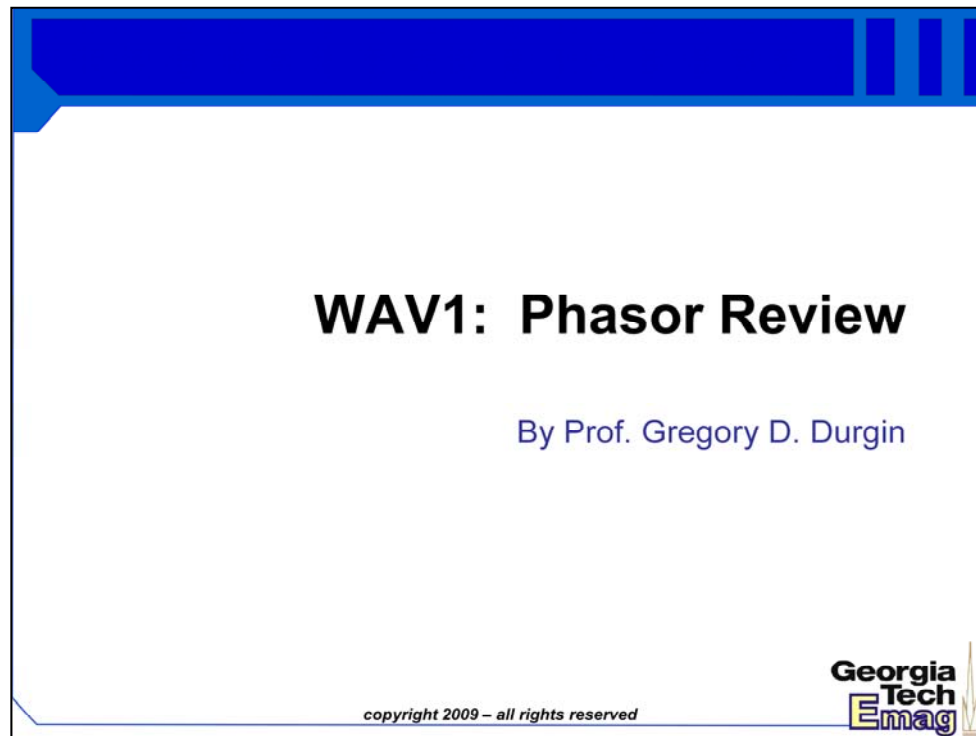 WAV1: Phasor Review
By Prof. Gregory D. Durgin
copyright 2009 – all rights reserved
Georgia
Tech
Emag